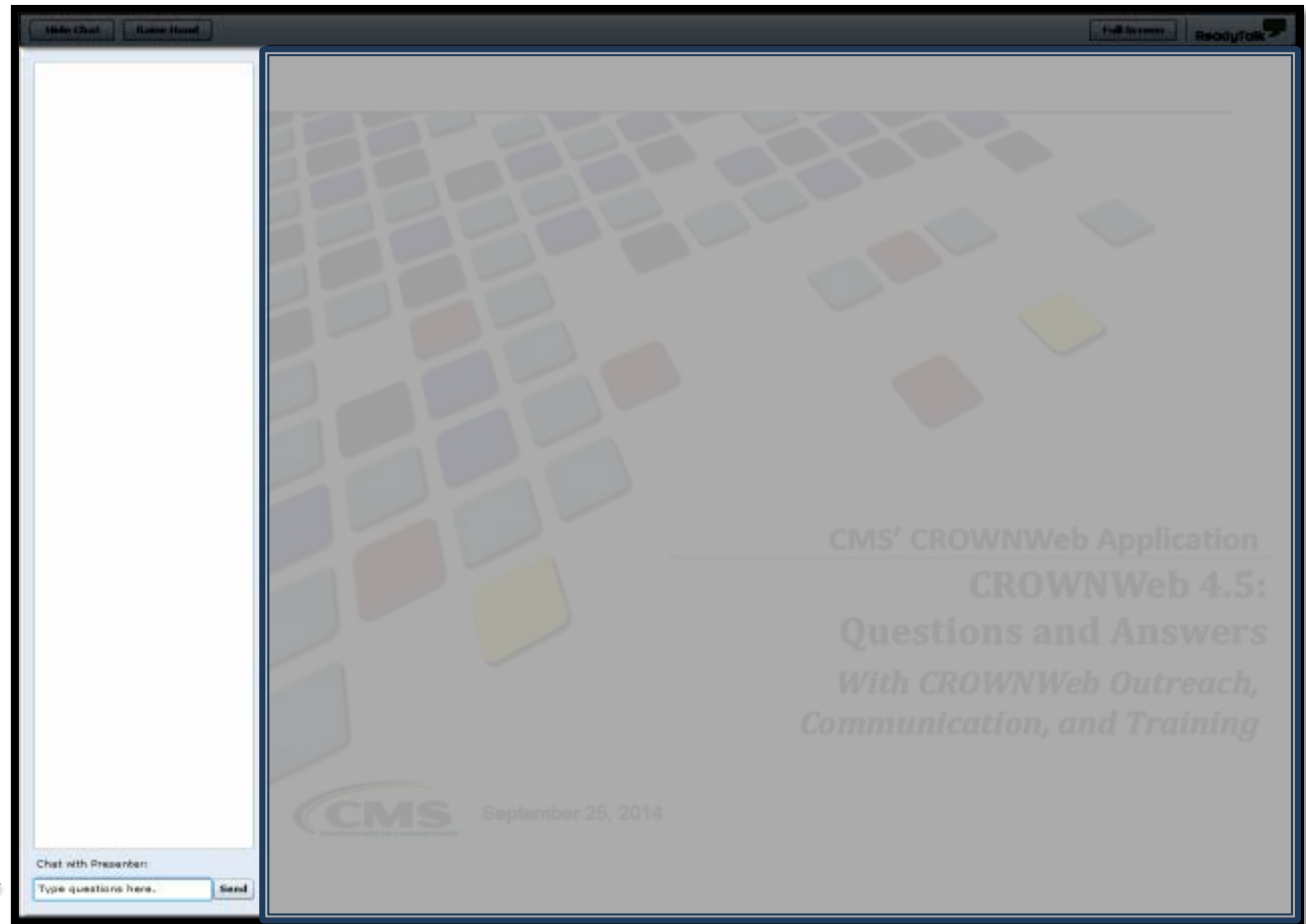 Hide Chat
Raise Hand
Full Screen
ReadyTalk
CMS' CROWNWeb Application
CROWNWeb 4.5:
Questions and Answers
With CROWNWeb Outreach,
Communication, and Training
CMS
September 25, 2014
Chat with Presenter:
Type questions here.
Send